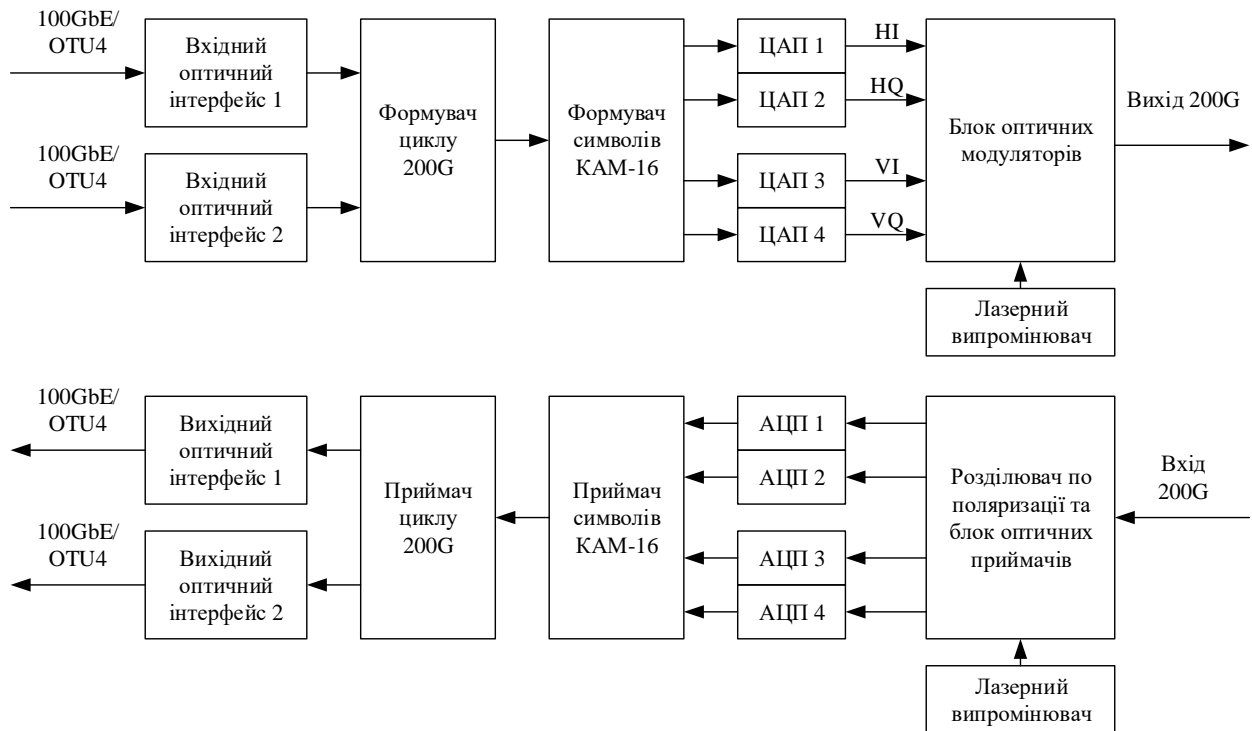 100GbE/
OTU4
Вхідний
оптичний
інтерфейс 1
100GbE/
OTU4
Вхідний
оптичний
інтерфейс 2
Формувач
циклу
200G
Формувач
символів
КАМ-16
ЦАП 1
ЦАП 2
ЦАП 3
ЦАП 4
HI
HQ
VI
VQ
Блок оптичних
модуляторів
Вихід 200G
Лазерний
випромінювач
100GbE/
OTU4
Вихідний
оптичний
інтерфейс 1
100GbE/
OTU4
Вихідний
оптичний
інтерфейс 2
Приймач
циклу
200G
Приймач
символів
КАМ-16
АЦП 1
АЦП 2
АЦП 3
АЦП 4
Розділювач по
поляризації та
блок оптичних
приймачів
Вхід
200G
Лазерний
випромінювач